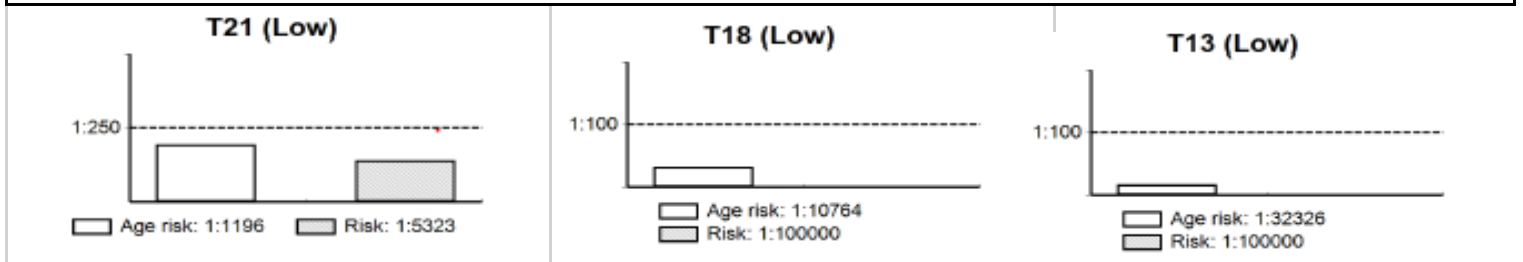 T21 (Low)
1:250
Age risk: 1:1196 Risk: 1:5323
T18 (Low)
1:100
Age risk: 1:10764
Risk: 1:100000
T13 (Low)
1:100
Age risk: 1:32326
Risk: 1:100000